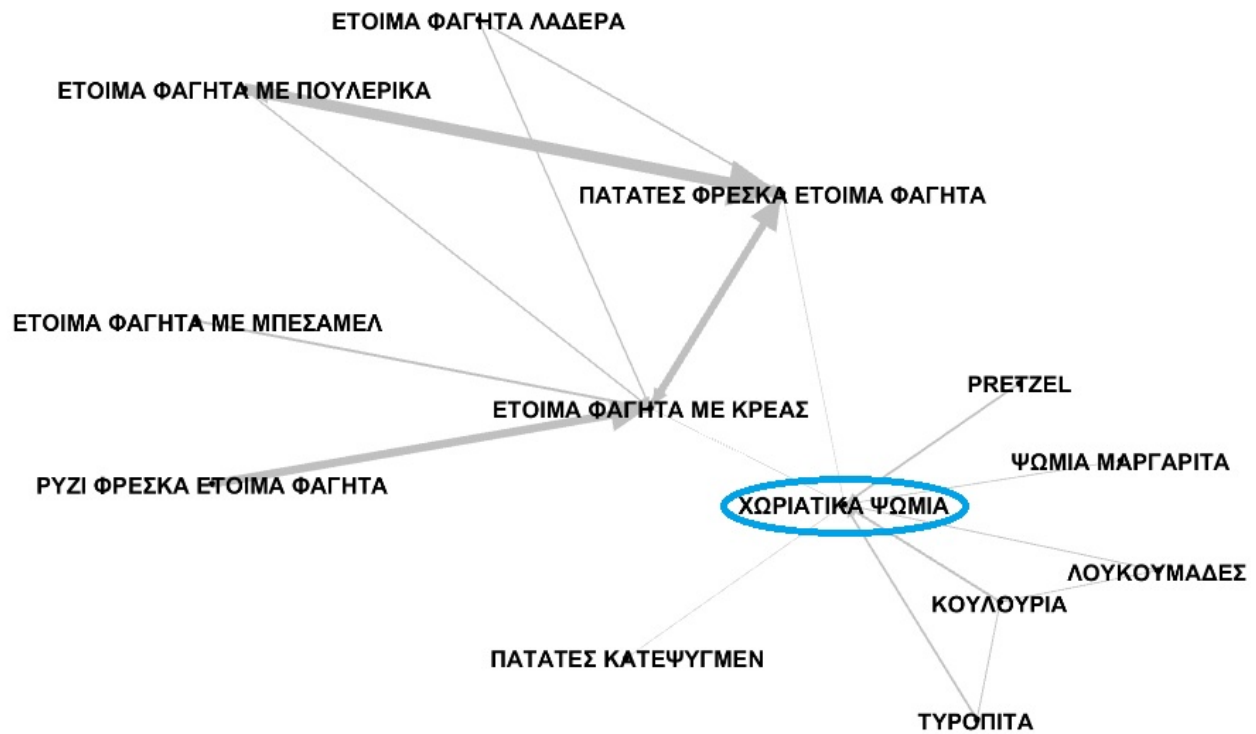 ΕΤΟΙΜΑ ΦΑΓΗΤΑ ΛΑΔΕΡΑ
ΕΤΟΙΜΑ ΦΑΓΗΤΑ ΜΕ ΠΟΥΛΕΡΙΚΑ
ΠΑΤΑΤΕΣ ΦΡΕΣΚΑ ΕΤΟΙΜΑ ΦΑΓΗΤΑ
ΕΤΟΙΜΑ ΦΑΓΗΤΑ ΜΕ ΜΠΕΣΑΜΕΛ
PRETZEL
ΕΤΟΙΜΑ ΦΑΓΗΤΑ ΜΕ ΚΡΕΑΣ
ΨΩΜΙΑ ΜΑΡΓΑΡΙΤΑ
ΡΥΖΙ ΦΡΕΣΚΑ ΕΤΟΙΜΑ ΦΑΓΗΤΑ
ΧΩΡΙΑΤΙΚΑ ΨΩΜΙΑ
ΛΟΥΚΟΥΜΑΔΕΣ
ΚΟΥΛΟΥΡΙΑ
ΠΑΤΑΤΕΣ ΚΑΤΕΨΥΓΜΕΝ
ΤΥΡΟΠΙΤΑ